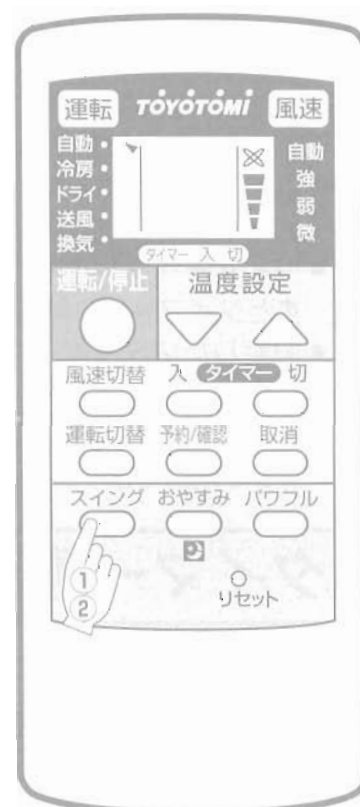 運転 TOYOTOMI 風速
自動 自動
冷房 強
ドライ 弱
送風 微
換気
タイマー 入 切
運転/停止 温度設定
風速切替 入 タイマー 切
運転切替 予約/確認 取消
スイング おやすみ パワフル
①
②
リセット